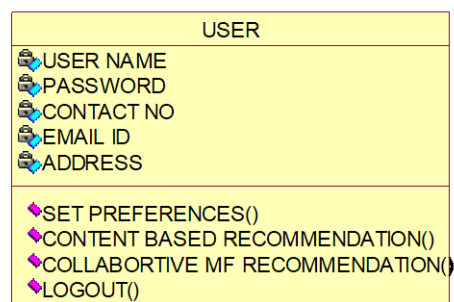 USER
USER NAME
PASSWORD
CONTACT NO
EMAIL ID
ADDRESS
SET PREFERENCES()
CONTENT BASED RECOMMENDATION()
COLLABORTIVE MF RECOMMENDATION()
LOGOUT()